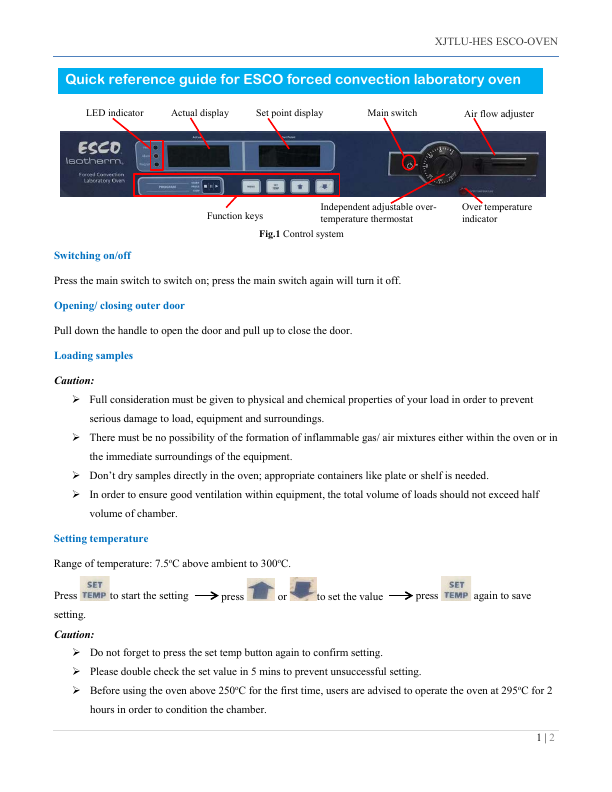 XJTLU-HES ESCO-OVEN
Quick reference guide for ESCO forced convection laboratory oven
LED indicator Actual display Set point display Main switch Air flow adjuster
ESCO
Isotherm
Forced Convection
Laboratory Oven
PROGRAM
SET
TEMP
Function keys
Independent adjustable over-
temperature thermostat
Over temperature
indicator
Fig.1 Control system
Switching on/off
Press the main switch to switch on; press the main switch again will turn it off.
Opening/ closing outer door
Pull down the handle to open the door and pull up to close the door.
Loading samples
Caution:
➢ Full consideration must be given to physical and chemical properties of your load in order to prevent
serious damage to load, equipment and surroundings.
➢ There must be no possibility of the formation of inflammable gas/ air mixtures either within the oven or in
the immediate surroundings of the equipment.
➢ Don’t dry samples directly in the oven; appropriate containers like plate or shelf is needed.
➢ In order to ensure good ventilation within equipment, the total volume of loads should not exceed half
volume of chamber.
Setting temperature
Range of temperature: 7.5°C above ambient to 300°C.
Press SET TEMP to start the setting → press or to set the value → press SET TEMP again to save
setting.
Caution:
➢ Do not forget to press the set temp button again to confirm setting.
➢ Please double check the set value in 5 mins to prevent unsuccessful setting.
➢ Before using the oven above 250°C for the first time, users are advised to operate the oven at 295°C for 2
hours in order to condition the chamber.
1 | 2